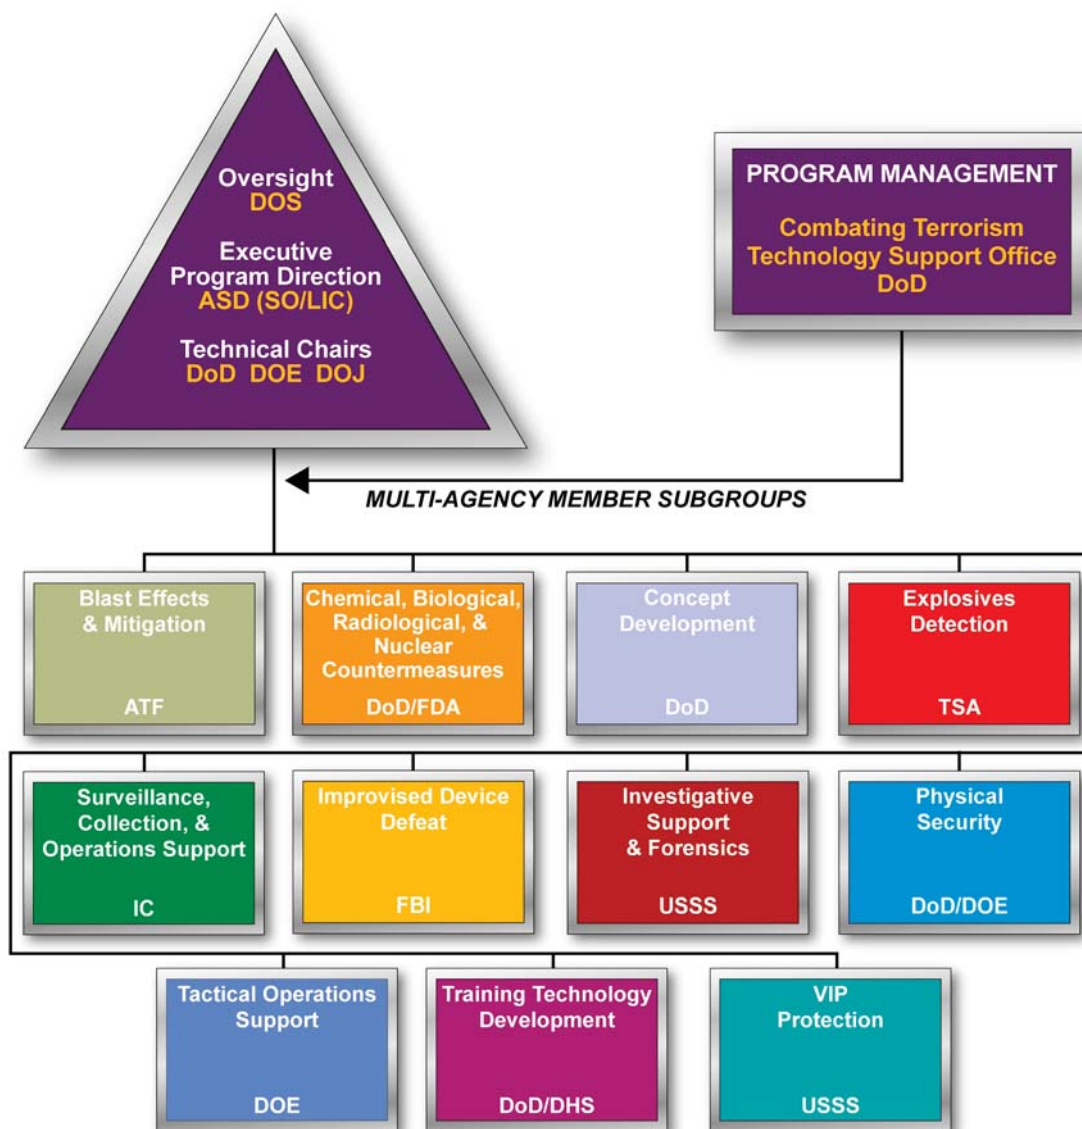 Oversight
DOS
Executive
Program Direction
ASD (SO/LIC)
Technical Chairs
DoD DOE DOJ
PROGRAM MANAGEMENT
Combating Terrorism
Technology Support Office
DoD
MULTI-AGENCY MEMBER SUBGROUPS
Blast Effects
& Mitigation
ATF
Chemical, Biological,
Radiological, &
Nuclear
Countermeasures
DoD/FDA
Concept
Development
DoD
Explosives
Detection
TSA
Surveillance,
Collection, &
Operations Support
IC
Improvised Device
Defeat
FBI
Investigative
Support
& Forensics
USSS
Physical
Security
DoD/DOE
Tactical Operations
Support
DOE
Training Technology
Development
DoD/DHS
VIP
Protection
USSS